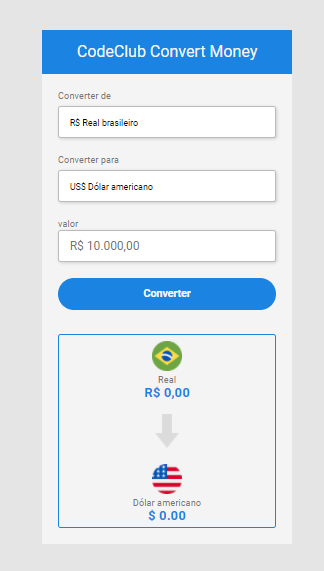 CodeClub Convert Money
Converter de
R$ Real brasileiro
Converter para
US$ Dólar americano
valor
R$ 10.000,00
Converter
Real
R$ 0,00
Dólar americano
$ 0.00